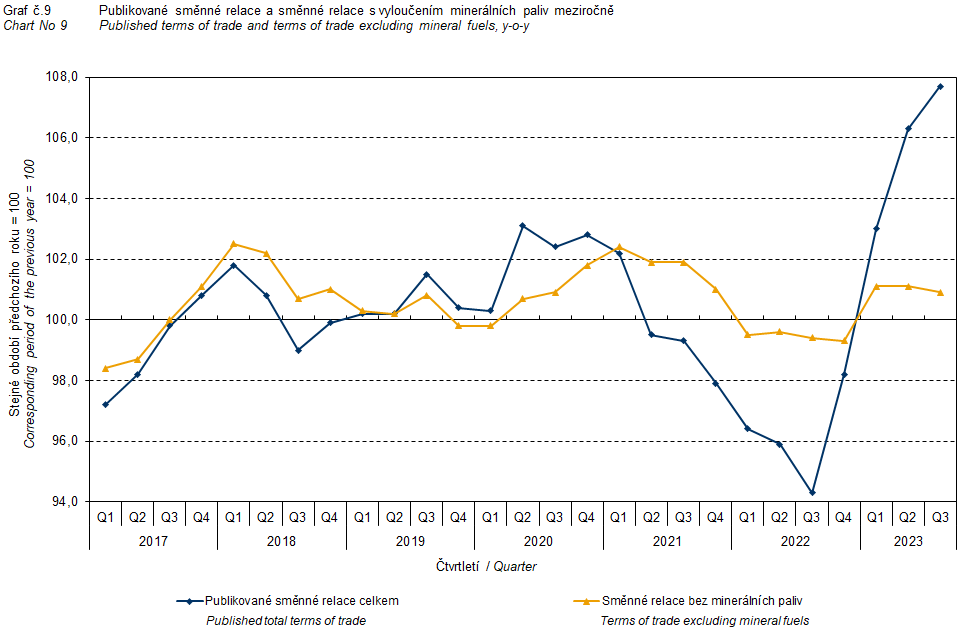 Graf č.9 Publikované směnné relace a směnné relace s vyloučením minerálních paliv meziročně
Chart No 9 Published terms of trade and terms of trade excluding mineral fuels, y-o-y
Stejné období předchozího roku = 100
Corresponding period of the previous year = 100
108,0
106,0
104,0
102,0
100,0
98,0
96,0
94,0
Q1 Q2 Q3 Q4 Q1 Q2 Q3 Q4 Q1 Q2 Q3 Q4 Q1 Q2 Q3 Q4 Q1 Q2 Q3 Q4 Q1 Q2 Q3 Q4 Q1 Q2 Q3
2017 2018 2019 2020 2021 2022 2023
Čtvrtletí / Quarter
Publikované směnné relace celkem Směnné relace bez minerálních paliv
Published total terms of trade Terms of trade excluding mineral fuels